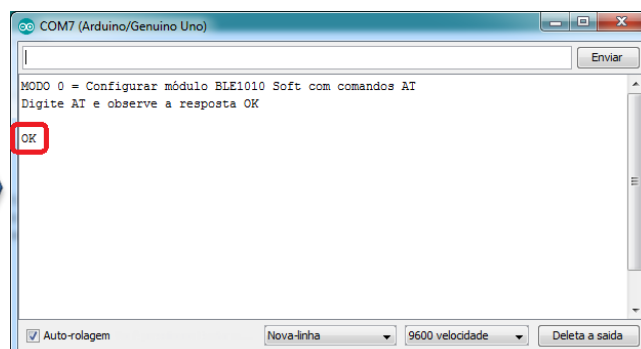 COM7 (Arduino/Genuino Uno)
Enviar
MODO 0 = Configurar módulo BLE1010 Soft com comandos AT
Digite AT e observe a resposta OK
OK
Auto-rolagem
Nova-linha
9600 velocidade
Deleta a saida